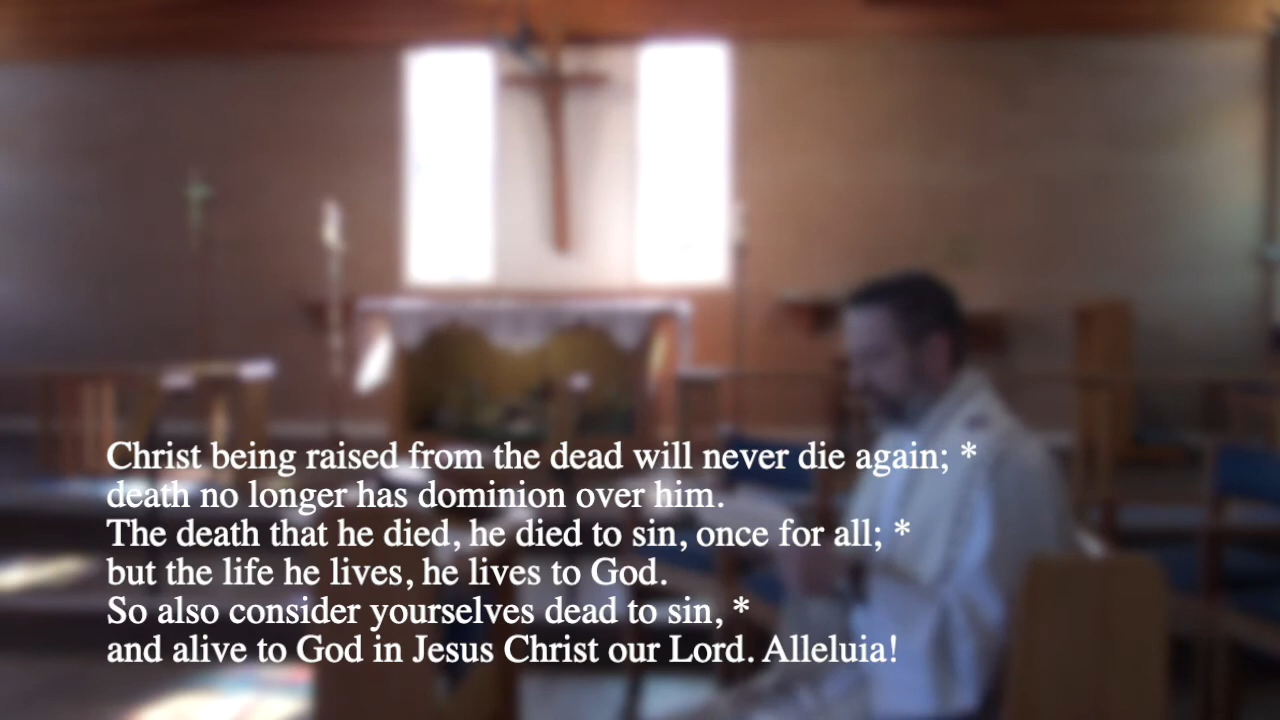 Christ being raised from the dead will never die again; *
death no longer has dominion over him.
The death that he died, he died to sin, once for all; *
but the life he lives, he lives to God.
So also consider yourselves dead to sin, *
and alive to God in Jesus Christ our Lord. Alleluia!